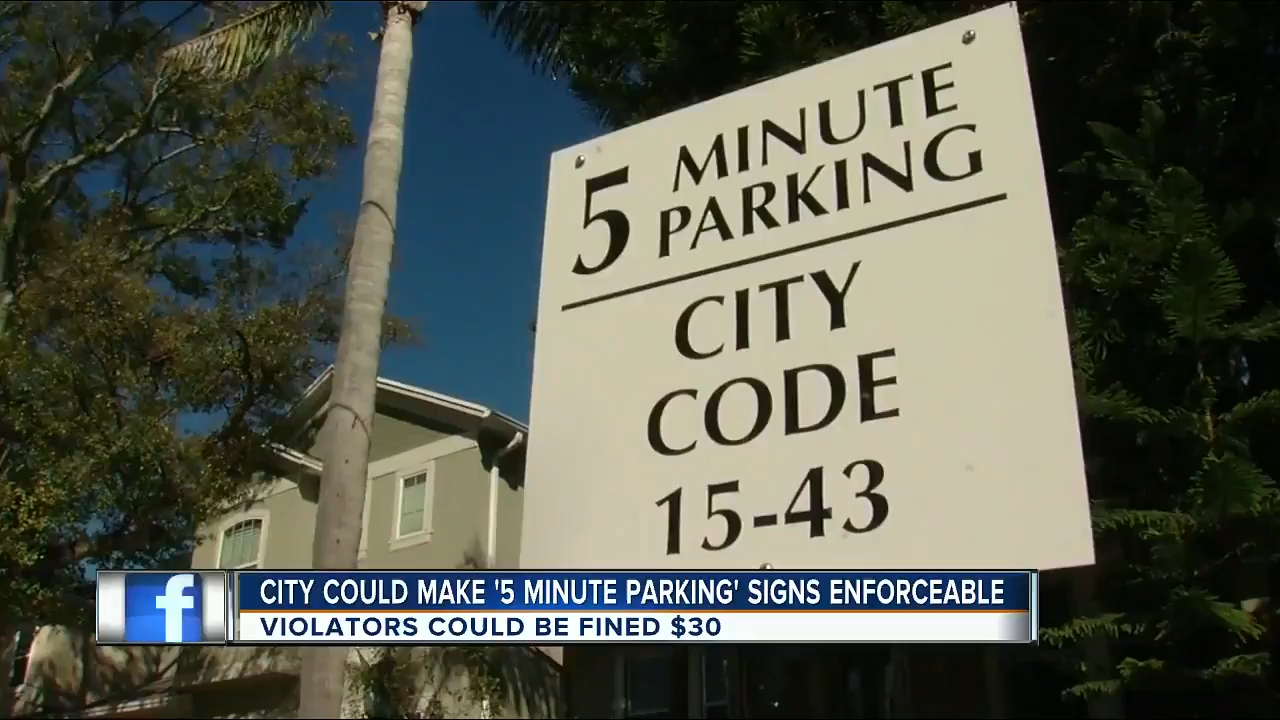 5 MINUTE
PARKING
CITY
CODE
15-43
f
CITY COULD MAKE '5 MINUTE PARKING' SIGNS ENFORCEABLE
VIOLATORS COULD BE FINED $30